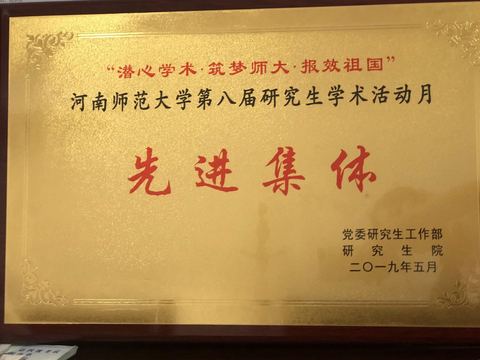 “潜心学术·筑梦师大·报效祖国”
河南师范大学第八届研究生学术活动月
先进集体
党委研究生工作部
研究生院
二〇一九年五月